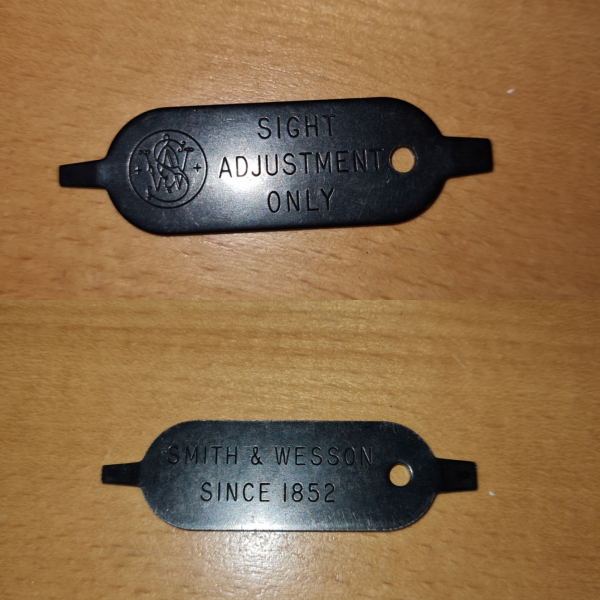 SIGHT
ADJUSTMENT
ONLY
SMITH & WESSON
SINCE 1852